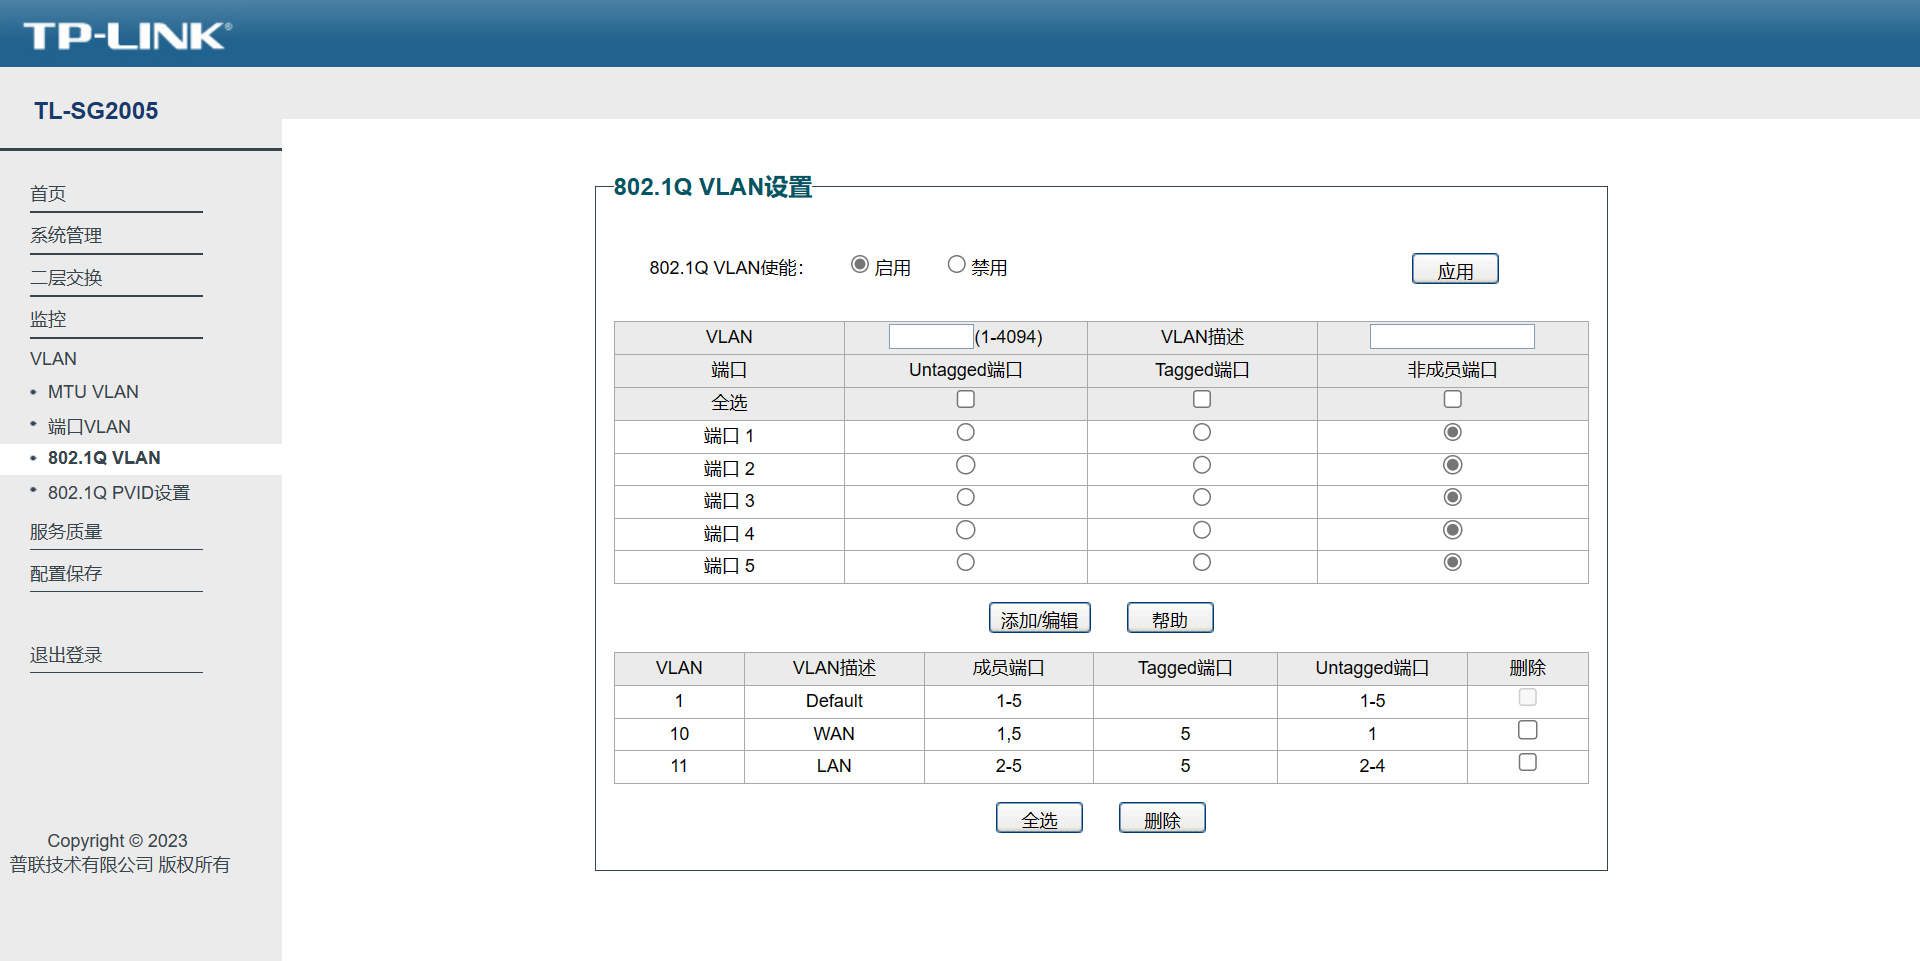 TP-LINK®
TL-SG2005
首页
系统管理
二层交换
监控
VLAN
MTU VLAN
端口VLAN
802.1Q VLAN
802.1Q PVID设置
服务质量
配置保存
退出登录
Copyright © 2023
普联技术有限公司 版权所有
802.1Q VLAN设置
802.1Q VLAN使能: 启用 禁用 应用
VLAN (1-4094) VLAN描述
端口 Untagged端口 Tagged端口 非成员端口
全选
端口 1
端口 2
端口 3
端口 4
端口 5
添加/编辑 帮助
VLAN VLAN描述 成员端口 Tagged端口 Untagged端口 删除
1 Default 1-5 1-5
10 WAN 1,5 5 1
11 LAN 2-5 5 2-4
全选 删除